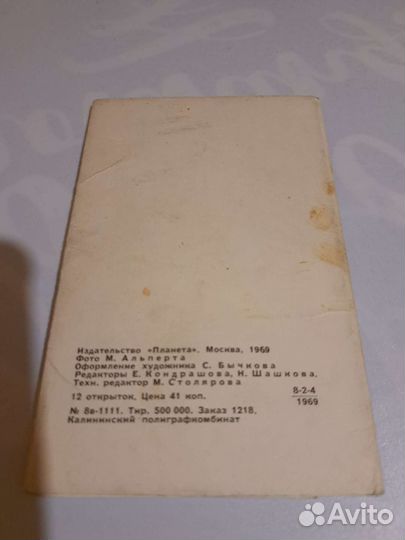 Издательство «Планета», Москва, 1969
Фото М. Альперта
Оформление художника С. Бычкова
Редакторы Е. Кондрашова, Н. Шашкова,
Техн. редактор М. Столярова
12 открыток, Цена 41 коп.
8-2-4
1969
№ 8в-1111. Тир. 500 000. Заказ 1218,
Калининский полиграфкомбинат
Avito